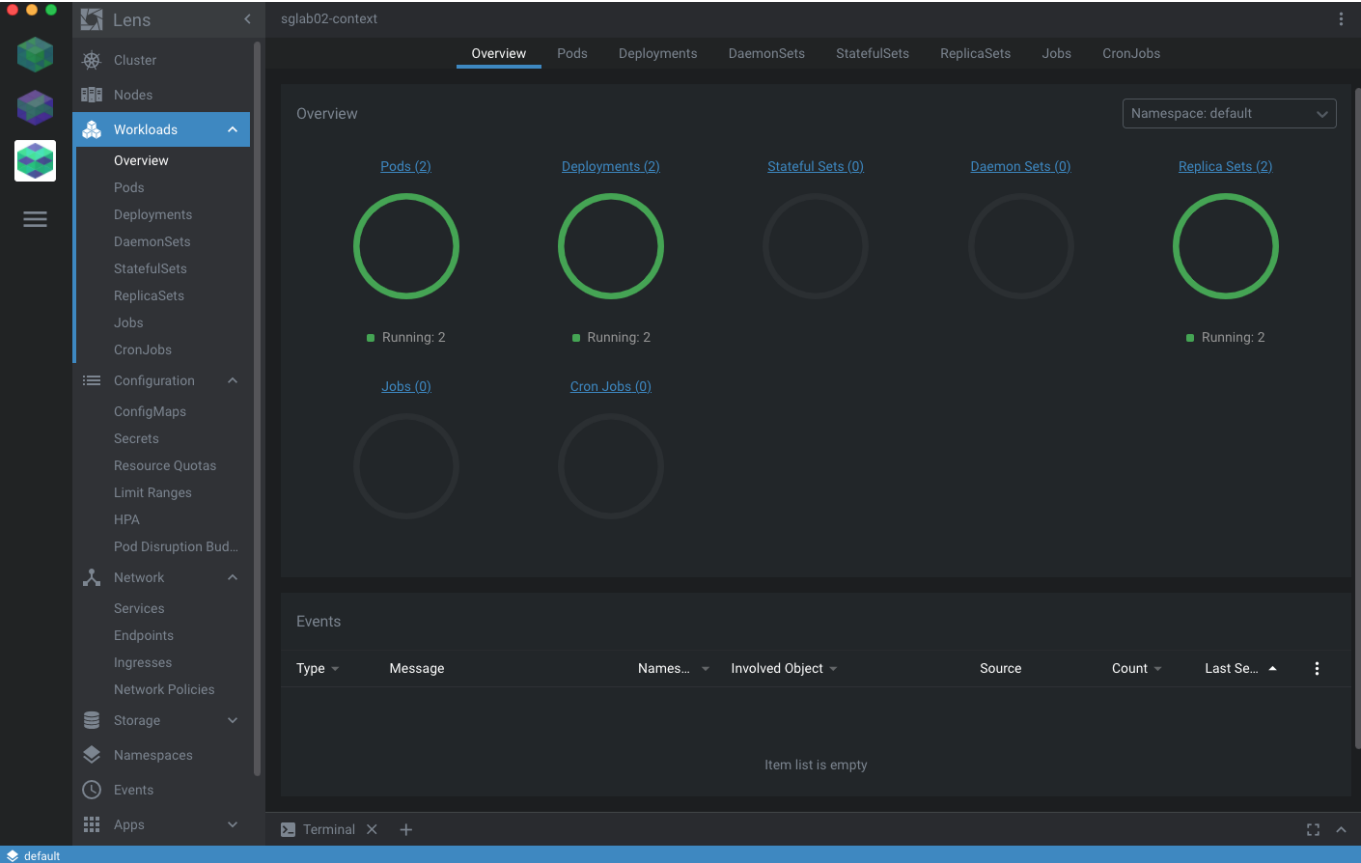 Lens
Cluster
Nodes
Workloads
Overview
Pods
Deployments
DaemonSets
StatefulSets
ReplicaSets
Jobs
CronJobs
Configuration
ConfigMaps
Secrets
Resource Quotas
Limit Ranges
HPA
Pod Disruption Bud...
Network
Services
Endpoints
Ingresses
Network Policies
Storage
Namespaces
Events
Apps
sglab02-context
Overview Pods Deployments DaemonSets StatefulSets ReplicaSets Jobs CronJobs
Overview
Namespace: default
Pods (2) Deployments (2) Stateful Sets (0) Daemon Sets (0) Replica Sets (2)
Running: 2 Running: 2 Running: 2
Jobs (0) Cron Jobs (0)
Events
Type Message Names... Involved Object Source Count Last Se...
Item list is empty
Terminal
default